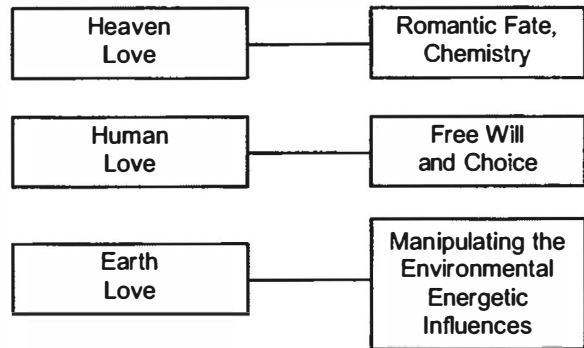 Heaven
Love
Romantic Fate,
Chemistry
Human
Love
Free Will
and Choice
Earth
Love
Manipulating the
Environmental
Energetic
Influences